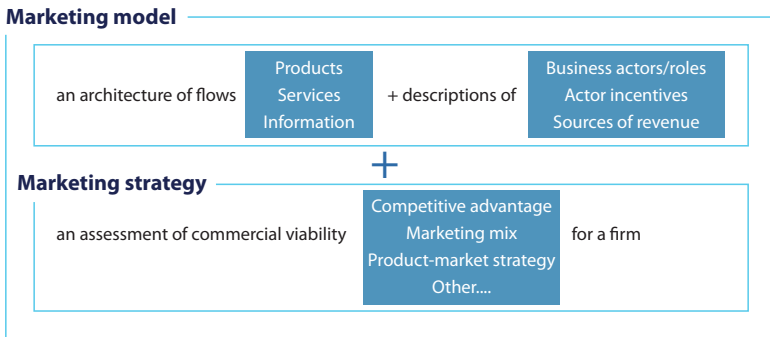 Marketing model
an architecture of flows
Products
Services
Information
+ descriptions of
Business actors/roles
Actor incentives
Sources of revenue
+
Marketing strategy
an assessment of commercial viability
Competitive advantage
Marketing mix
Product-market strategy
Other....
for a firm